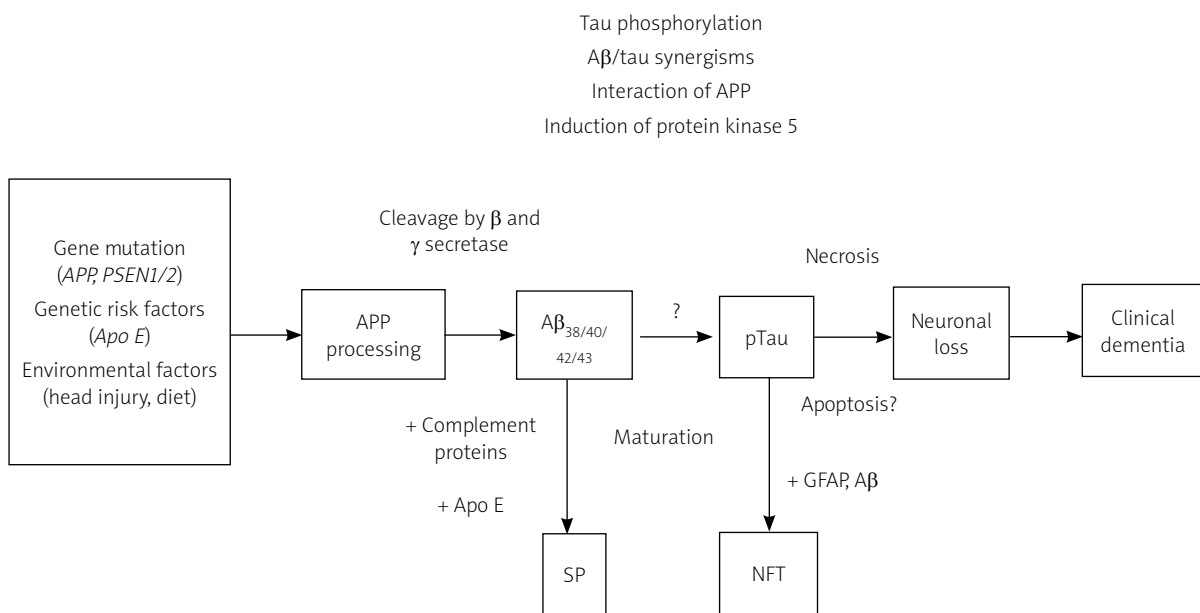 Tau phosphorylation
Aβ/tau synergisms
Interaction of APP
Induction of protein kinase 5
Gene mutation
(APP, PSEN1/2)
Genetic risk factors
(Apo E)
Environmental factors
(head injury, diet)
Cleavage by β and
γ secretase
APP
processing
Aβ38/40/
42/43
?
pTau
Necrosis
Neuronal
loss
Clinical
dementia
Apoptosis?
+ Complement
proteins
Maturation
+ Apo E
+ GFAP, Aβ
SP
NFT